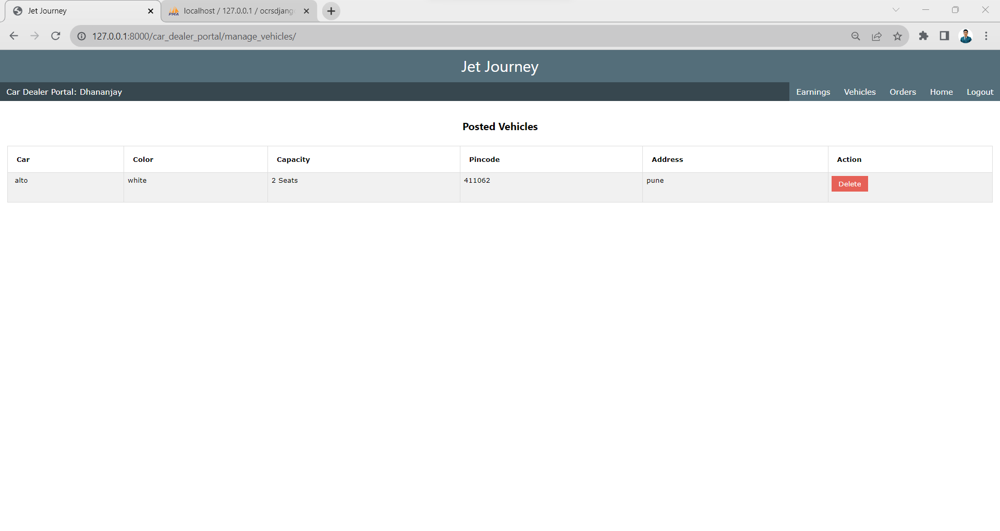 Jet Journey
localhost / 127.0.0.1 / ocrsdjang
127.0.0.1:8000/car_dealer_portal/manage_vehicles/
Jet Journey
Car Dealer Portal: Dhananjay Earnings Vehicles Orders Home Logout
Posted Vehicles
Car Color Capacity Pincode Address Action
alto white 2 Seats 411062 pune Delete
PMA